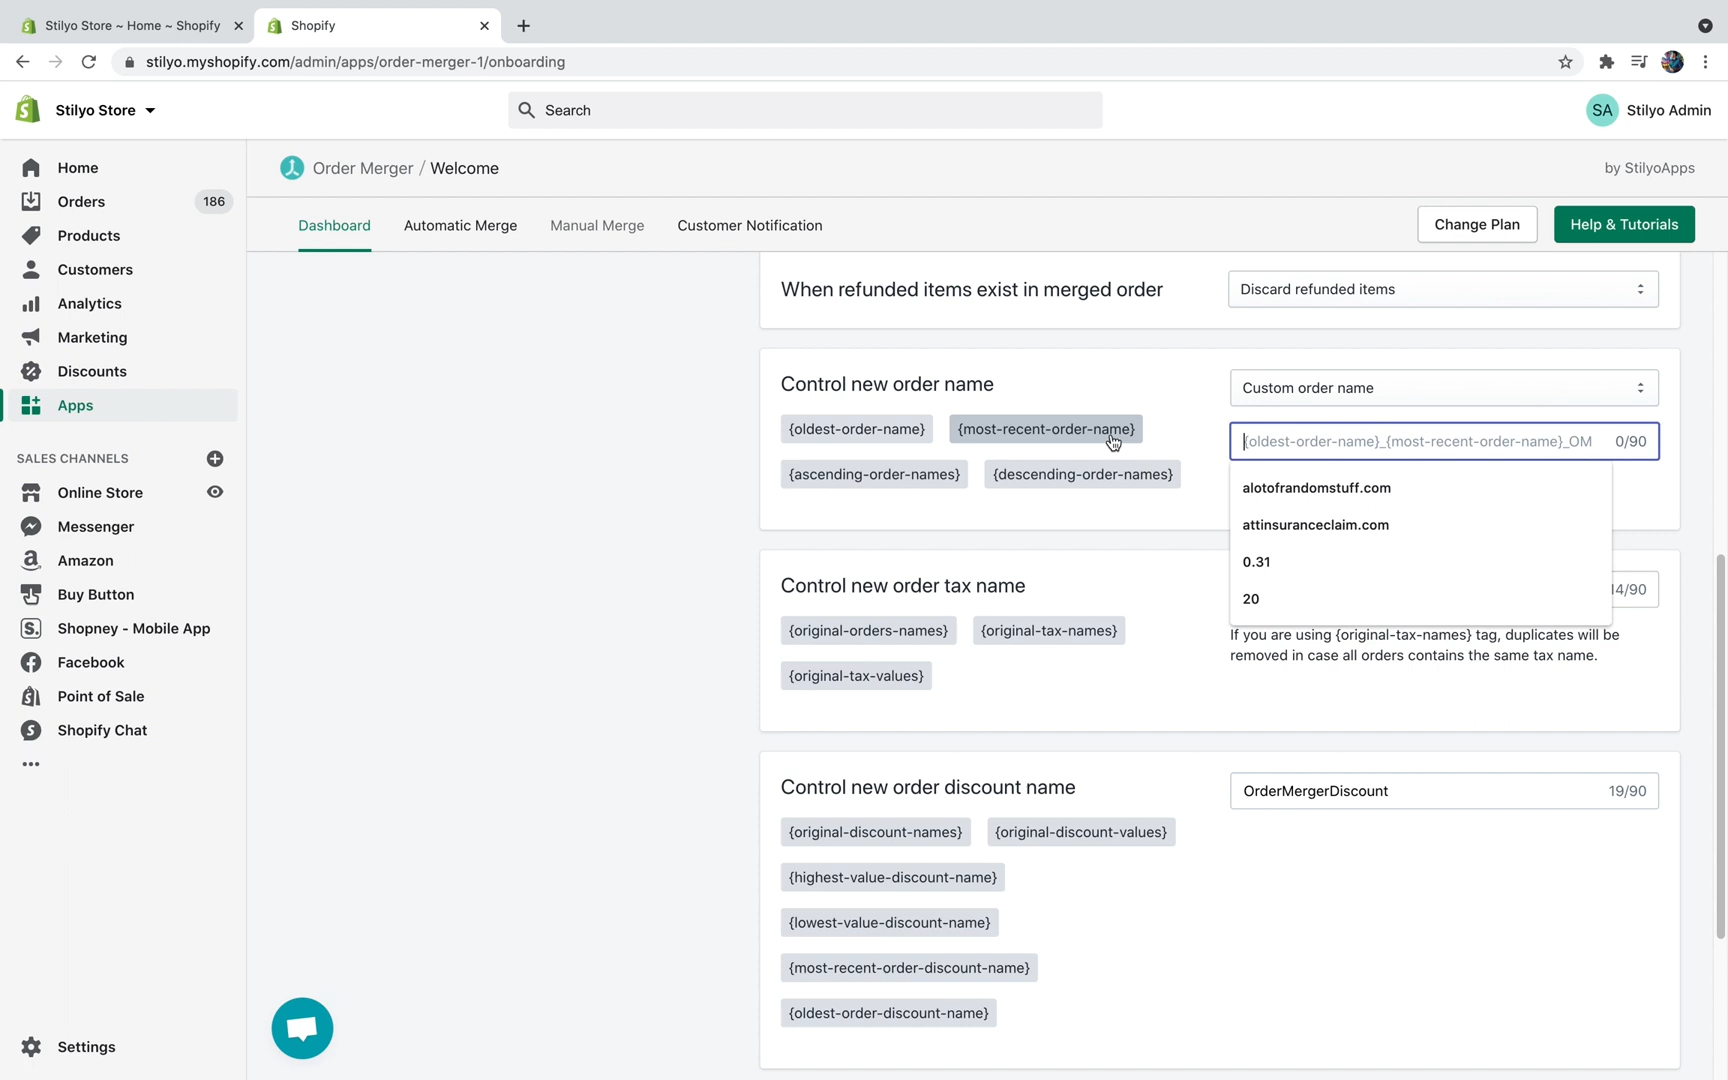 Stilyo Store ~ Home ~ Shopify
Shopify
stilyo.myshopify.com/admin/apps/order-merger-1/onboarding
Stilyo Store
Search
SA Stilyo Admin
Home
Orders 186
Products
Customers
Analytics
Marketing
Discounts
Apps
SALES CHANNELS
Online Store
Messenger
Amazon
Buy Button
Shopney - Mobile App
Facebook
Point of Sale
Shopify Chat
Settings
Order Merger / Welcome
by StilyoApps
Dashboard Automatic Merge Manual Merge Customer Notification
Change Plan Help & Tutorials
When refunded items exist in merged order
Discard refunded items
Control new order name
Custom order name
{oldest-order-name} {most-recent-order-name}
{ascending-order-names} {descending-order-names}
{oldest-order-name}_{most-recent-order-name}_OM 0/90
alotofrandomstuff.com
attinsuranceclaim.com
0.31
20
Control new order tax name
14/90
{original-orders-names} {original-tax-names}
{original-tax-values}
If you are using {original-tax-names} tag, duplicates will be
removed in case all orders contains the same tax name.
Control new order discount name
OrderMergerDiscount 19/90
{original-discount-names} {original-discount-values}
{highest-value-discount-name}
{lowest-value-discount-name}
{most-recent-order-discount-name}
{oldest-order-discount-name}